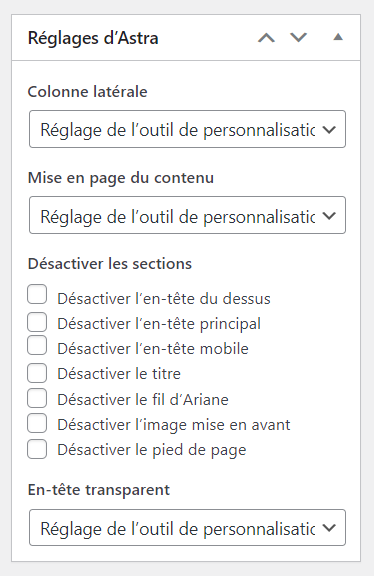 Réglages d’Astra
Colonne latérale
Réglage de l’outil de personnalisatic
Mise en page du contenu
Réglage de l’outil de personnalisatic
Désactiver les sections
Désactiver l’en-tête du dessus
Désactiver l’en-tête principal
Désactiver l’en-tête mobile
Désactiver le titre
Désactiver le fil d’Ariane
Désactiver l’image mise en avant
Désactiver le pied de page
En-tête transparent
Réglage de l’outil de personnalisatic